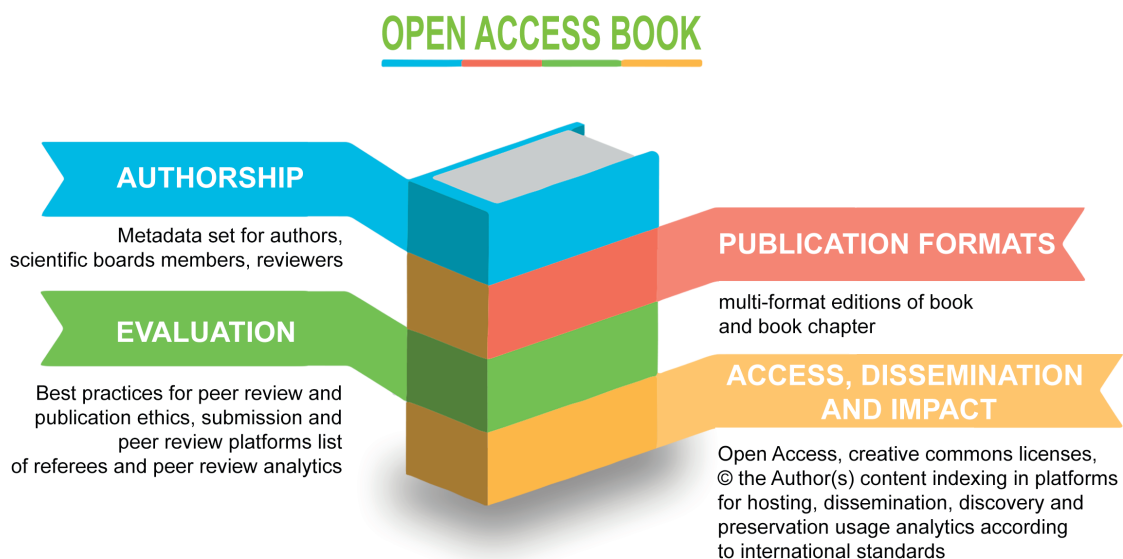 OPEN ACCESS BOOK
AUTHORSHIP
Metadata set for authors,
scientific boards members, reviewers
PUBLICATION FORMATS
multi-format editions of book
and book chapter
EVALUATION
Best practices for peer review and
publication ethics, submission and
peer review platforms list
of referees and peer review analytics
ACCESS, DISSEMINATION
AND IMPACT
Open Access, creative commons licenses,
© the Author(s) content indexing in platforms
for hosting, dissemination, discovery and
preservation usage analytics according
to international standards